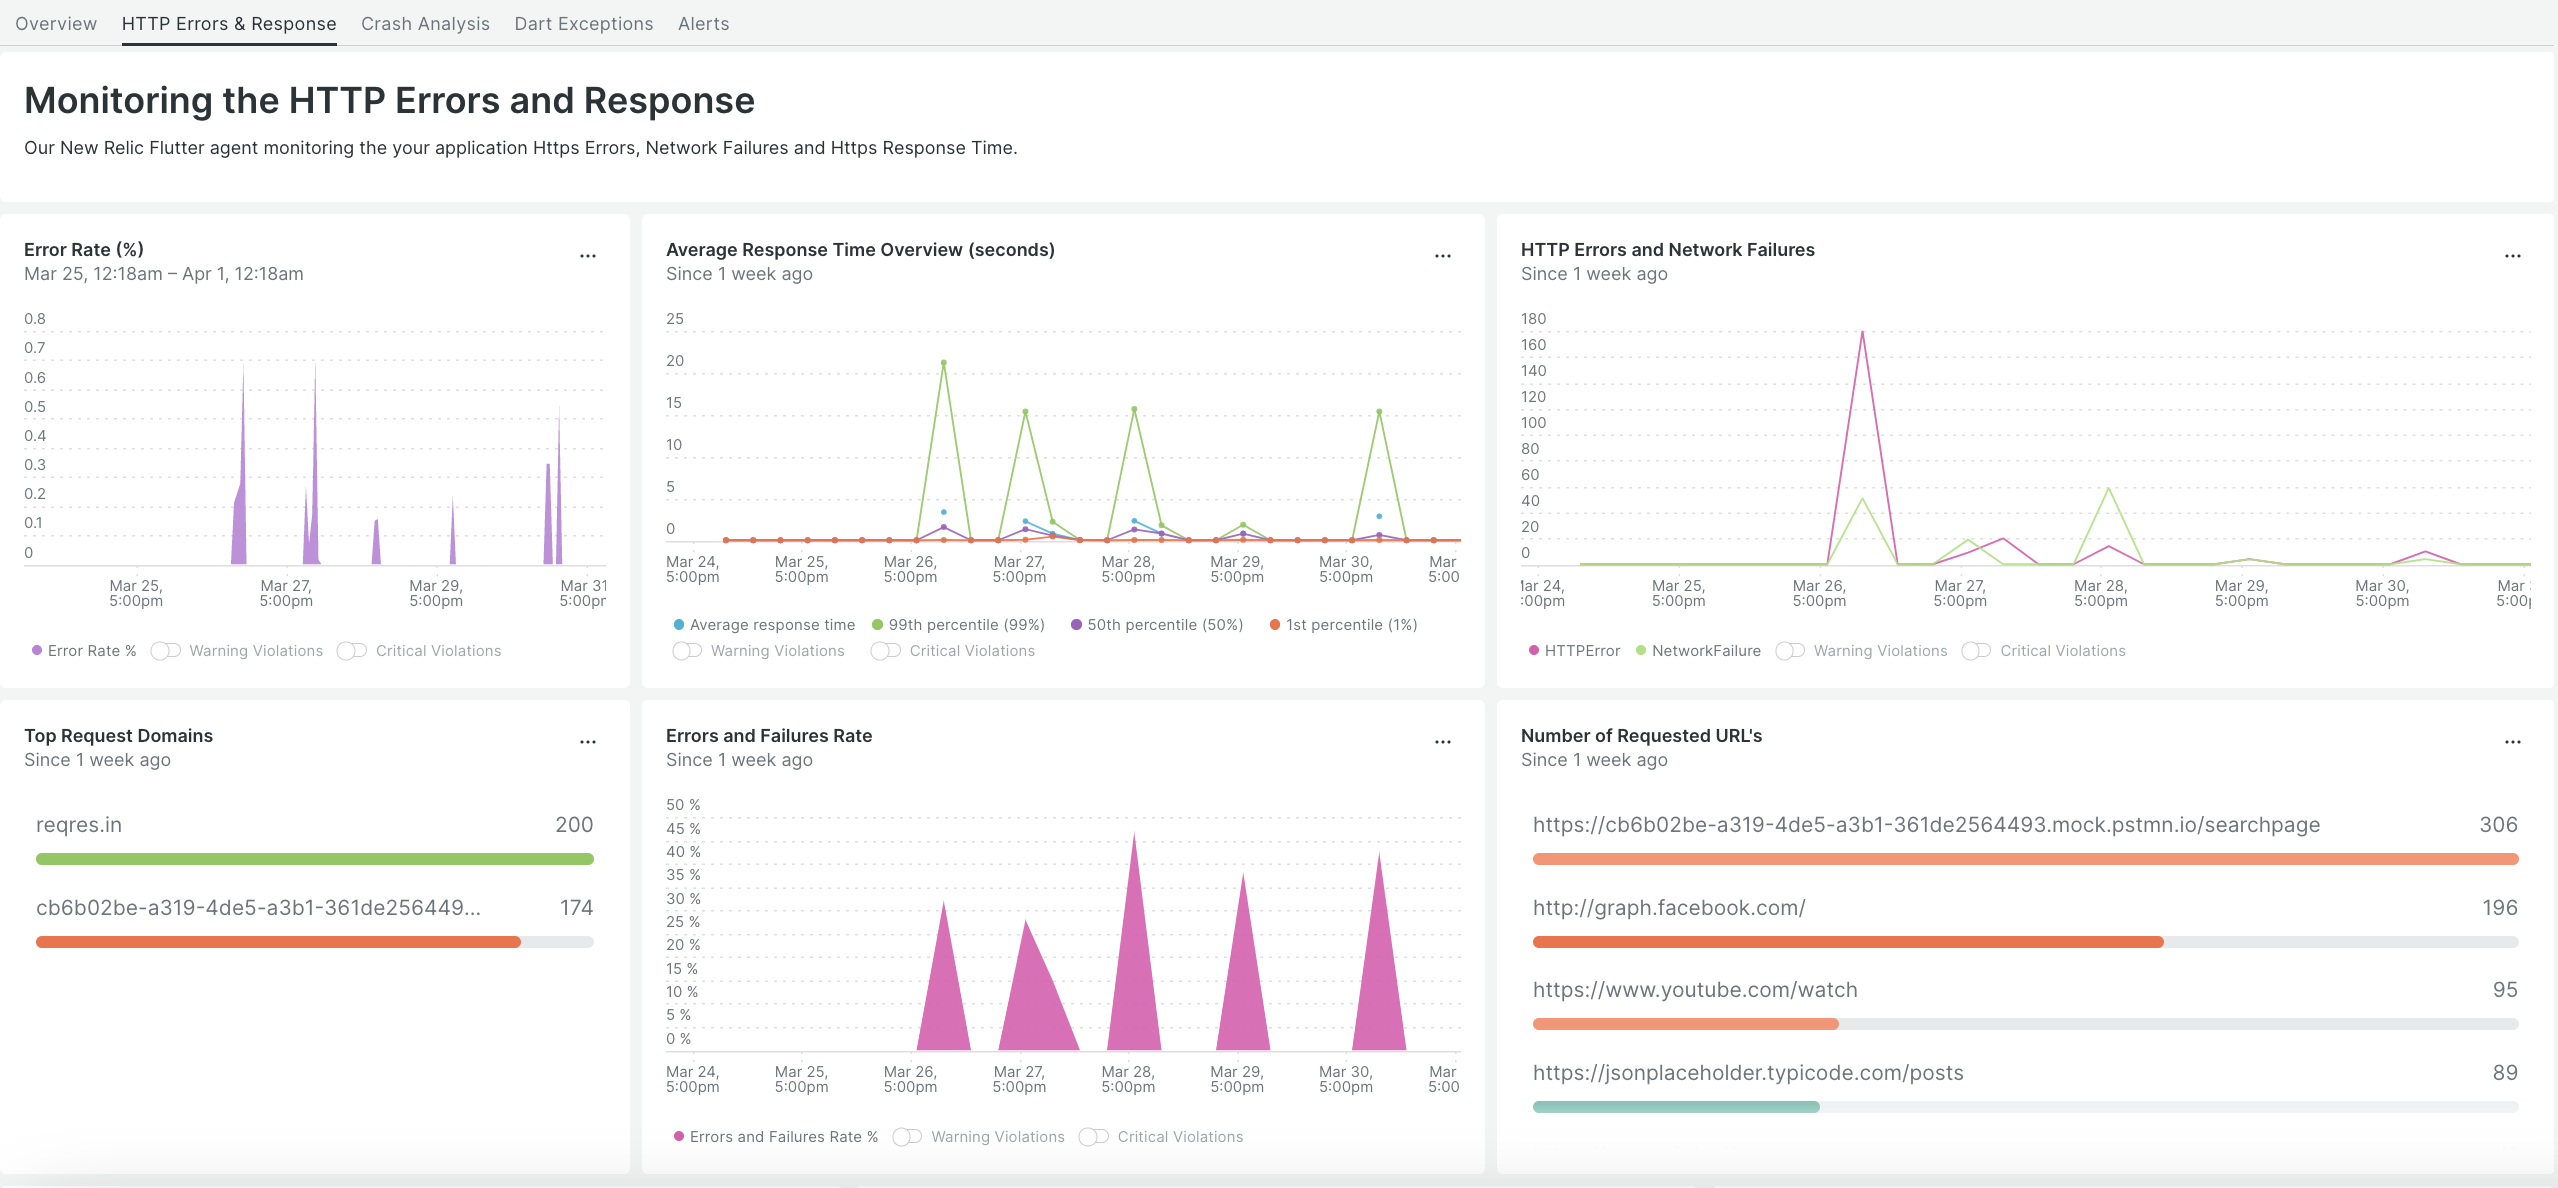 Overview HTTP Errors & Response Crash Analysis Dart Exceptions Alerts
Monitoring the HTTP Errors and Response
Our New Relic Flutter agent monitoring the your application Https Errors, Network Failures and Https Response Time.
Error Rate (%)
...
Mar 25, 12:18am – Apr 1, 12:18am
0.8
0.7
0.6
0.5
0.4
0.3
0.2
0.1
0
Mar 25, Mar 27, Mar 29, Mar 31
5:00pm 5:00pm 5:00pm 5:00pm
Error Rate % Warning Violations Critical Violations
Average Response Time Overview (seconds)
...
Since 1 week ago
25
20
15
10
5
0
Mar 24, Mar 25, Mar 26, Mar 27, Mar 28, Mar 29, Mar 30, Mar
5:00pm 5:00pm 5:00pm 5:00pm 5:00pm 5:00pm 5:00pm 5:00
Average response time 99th percentile (99%) 50th percentile (50%) 1st percentile (1%)
Warning Violations Critical Violations
HTTP Errors and Network Failures
...
Since 1 week ago
180
160
140
120
100
80
60
40
20
0
ar 24, Mar 25, Mar 26, Mar 27, Mar 28, Mar 29, Mar 30, Mar
:00pm 5:00pm 5:00pm 5:00pm 5:00pm 5:00pm 5:00pm 5:00
HTTPError NetworkFailure Warning Violations Critical Violations
Top Request Domains
...
Since 1 week ago
reqres.in 200
cb6b02be-a319-4de5-a3b1-361de256449... 174
Errors and Failures Rate
...
Since 1 week ago
50 %
45 %
40 %
35 %
30 %
25 %
20 %
15 %
10 %
5 %
0 %
Mar 24, Mar 25, Mar 26, Mar 27, Mar 28, Mar 29, Mar 30, Mar
5:00pm 5:00pm 5:00pm 5:00pm 5:00pm 5:00pm 5:00pm 5:00
Errors and Failures Rate % Warning Violations Critical Violations
Number of Requested URL's
...
Since 1 week ago
https://cb6b02be-a319-4de5-a3b1-361de2564493.mock.pstmn.io/searchpage 306
http://graph.facebook.com/ 196
https://www.youtube.com/watch 95
https://jsonplaceholder.typicode.com/posts 89